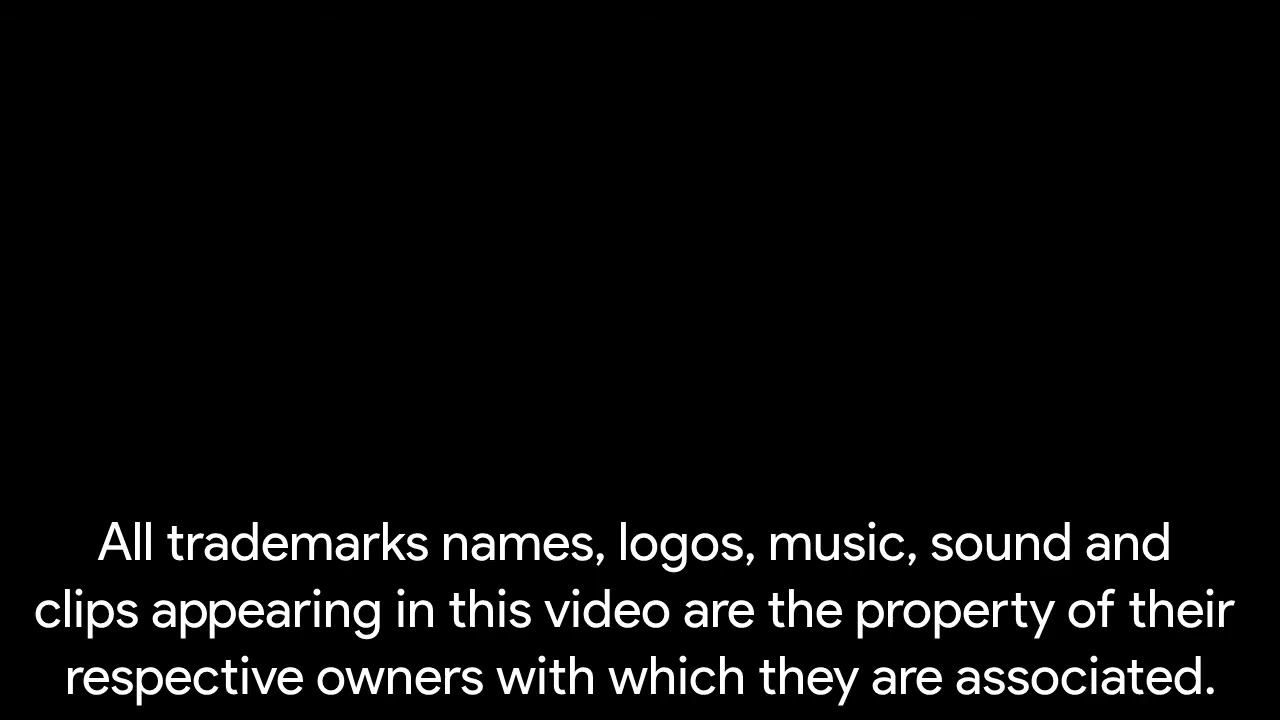 All trademarks names, logos, music, sound and
clips appearing in this video are the property of their
respective owners with which they are associated.